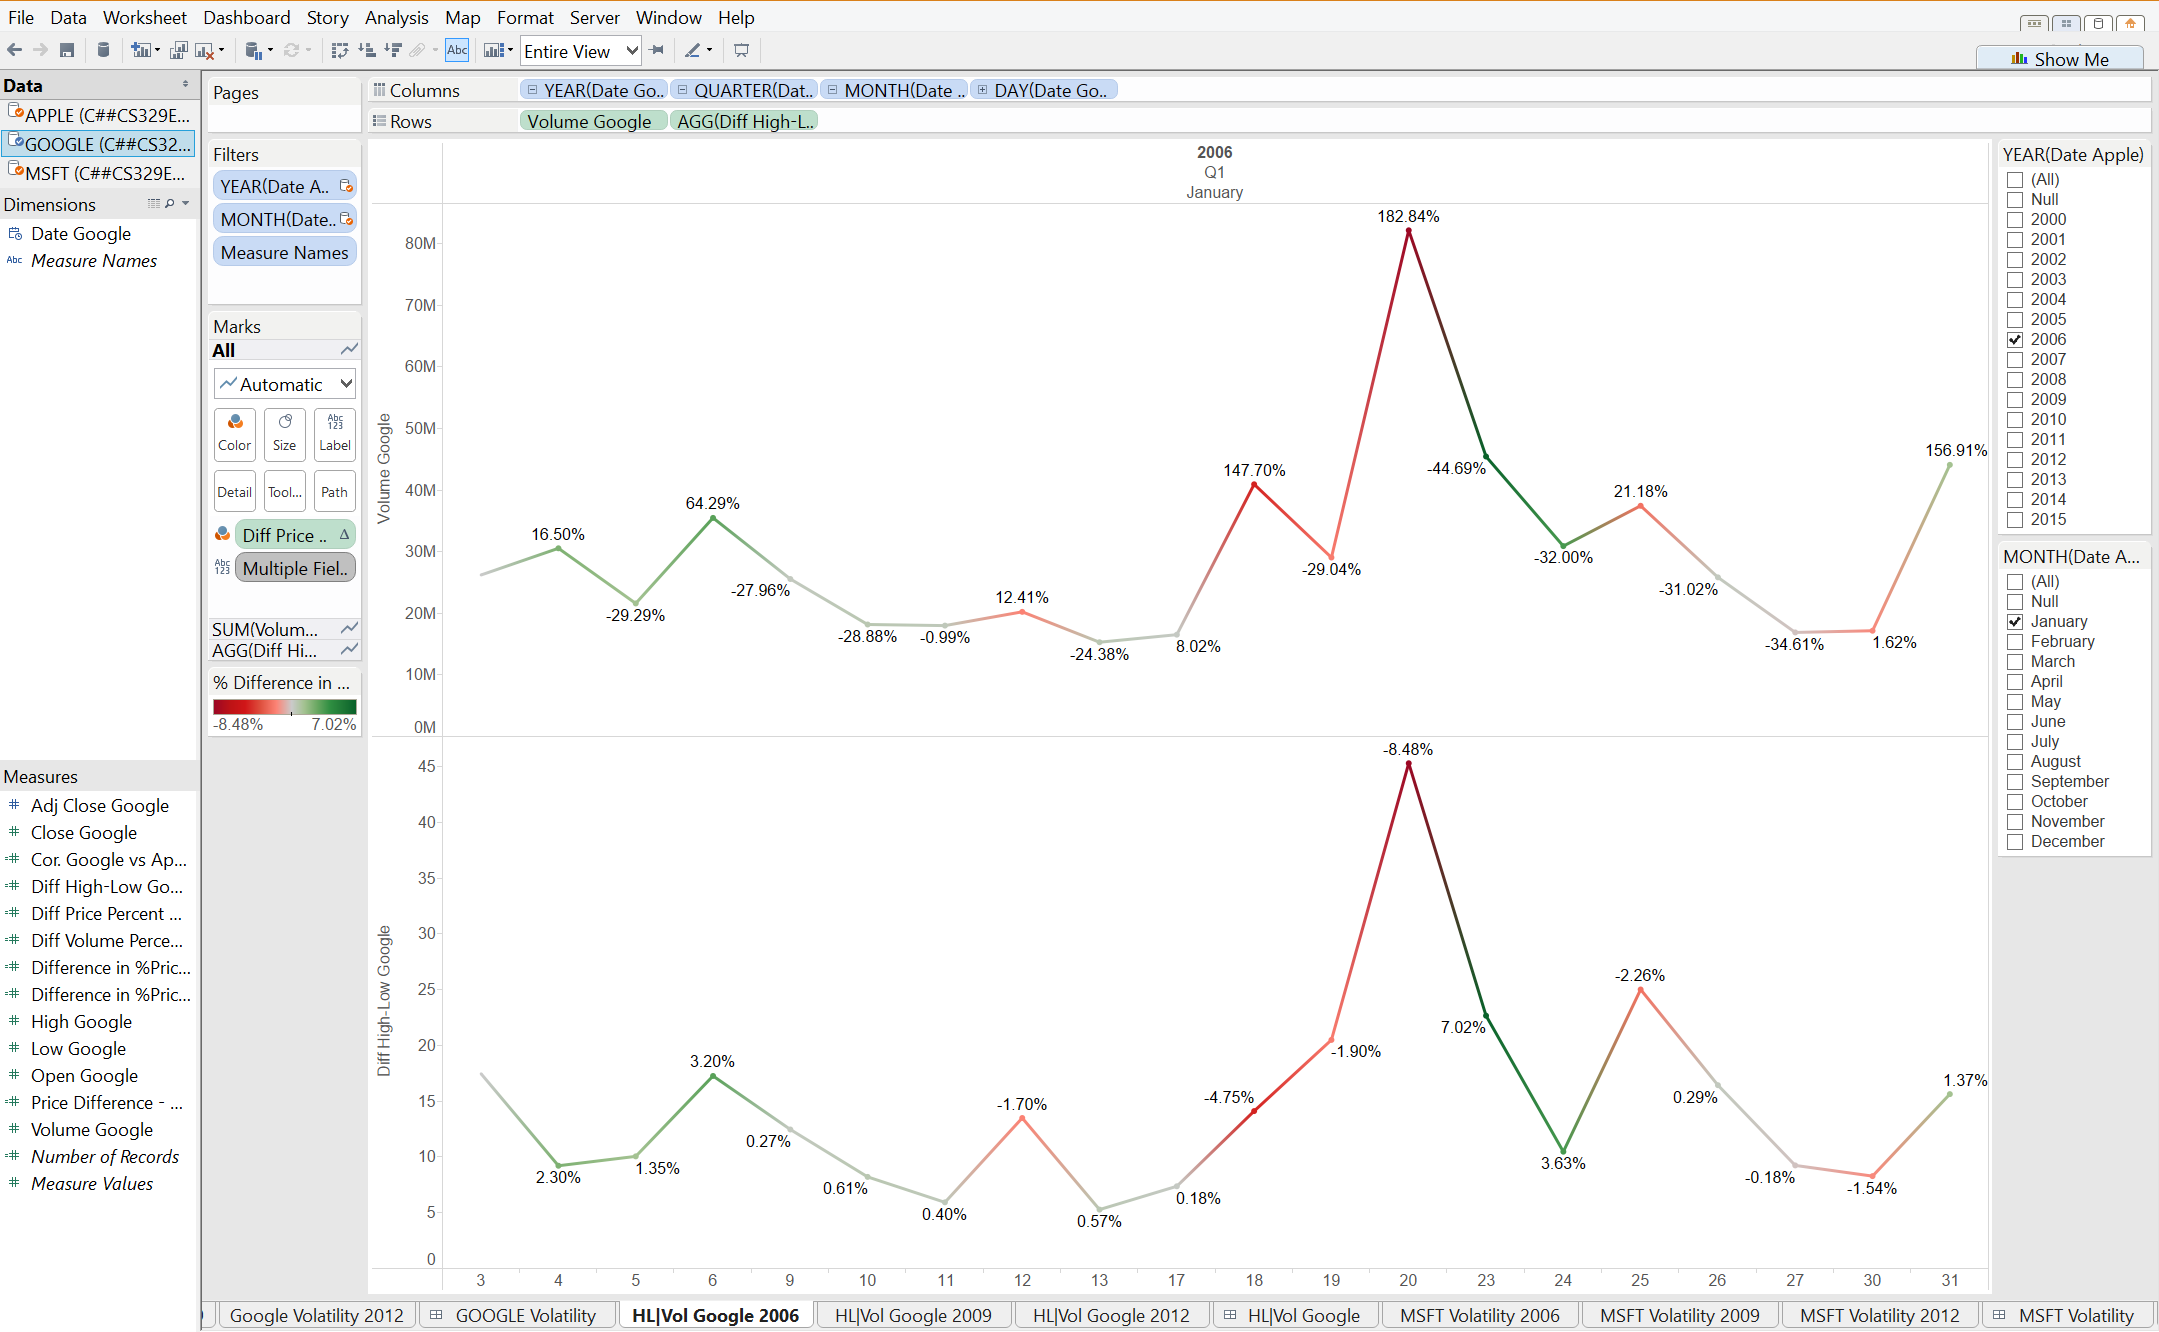 File Data Worksheet Dashboard Story Analysis Map Format Server Window Help
Abc Entire View Show Me
Data
APPLE (C##CS329E...
GOOGLE (C##CS32...
MSFT (C##CS329E...
Dimensions
Date Google
Abc Measure Names
Measures
Adj Close Google
Close Google
Cor. Google vs Ap...
Diff High-Low Go...
Diff Price Percent ...
Diff Volume Perce...
Difference in %Pric...
Difference in %Pric...
High Google
Low Google
Open Google
Price Difference - ...
Volume Google
Number of Records
Measure Values
Pages
Filters
YEAR(Date A..
MONTH(Date..
Measure Names
Marks
All
Automatic
Color Size Abc 123 Label
Detail Tool... Path
Diff Price .. Δ
Abc 123 Multiple Fiel..
SUM(Volum...
AGG(Diff Hi...
% Difference in ...
-8.48% 7.02%
Columns YEAR(Date Go.. QUARTER(Dat.. MONTH(Date .. DAY(Date Go..
Rows Volume Google AGG(Diff High-L..
2006
Q1
January
Volume Google
80M
70M
60M
50M
40M
30M
20M
10M
0M
16.50%
-29.29%
64.29%
-27.96%
-28.88%
-0.99%
12.41%
-24.38%
8.02%
147.70%
-29.04%
182.84%
-44.69%
-32.00%
21.18%
-31.02%
-34.61%
1.62%
156.91%
Diff High-Low Google
45
40
35
30
25
20
15
10
5
0
2.30%
1.35%
3.20%
0.27%
0.61%
0.40%
-1.70%
0.57%
0.18%
-4.75%
-1.90%
-8.48%
7.02%
3.63%
-2.26%
0.29%
-0.18%
-1.54%
1.37%
3 4 5 6 9 10 11 12 13 17 18 19 20 23 24 25 26 27 30 31
YEAR(Date Apple)
(All)
Null
2000
2001
2002
2003
2004
2005
2006
2007
2008
2009
2010
2011
2012
2013
2014
2015
MONTH(Date A...
(All)
Null
January
February
March
April
May
June
July
August
September
October
November
December
Google Volatility 2012 GOOGLE Volatility HL|Vol Google 2006 HL|Vol Google 2009 HL|Vol Google 2012 HL|Vol Google MSFT Volatility 2006 MSFT Volatility 2009 MSFT Volatility 2012 MSFT Volatility